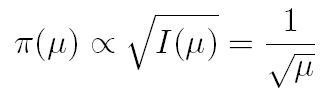 π(μ) ∝ √I(μ) = 1/√μ